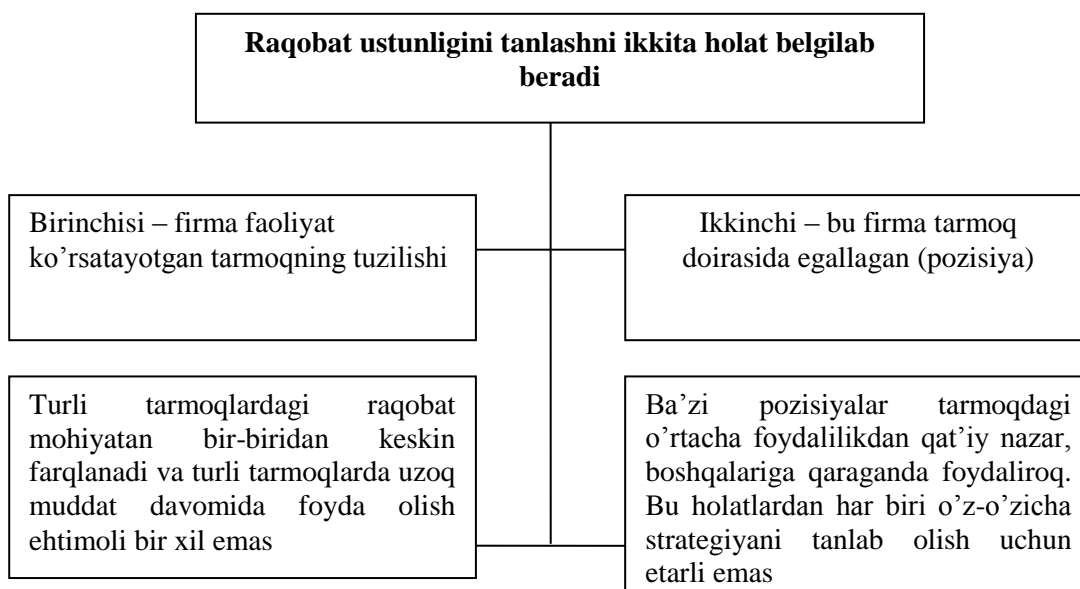 Raqobat ustunligini tanlashni ikkita holat belgilab
beradi
Birinchisi – firma faoliyat
ko’rsatayotgan tarmoqning tuzilishi
Ikkinchi – bu firma tarmoq
doirasida egallagan (pozisiya)
Turli tarmoqlardagi raqobat
mohiyatan bir-biridan keskin
farqlanadi va turli tarmoqlarda uzoq
muddat davomida foyda olish
ehtimoli bir xil emas
Ba’zi pozisiyalar tarmoqdagi
o’rtacha foydalilikdan qat’iy nazar,
boshqalariga qaraganda foydaliroq.
Bu holatlardan har biri o’z-o’zicha
strategiyani tanlab olish uchun
etarli emas